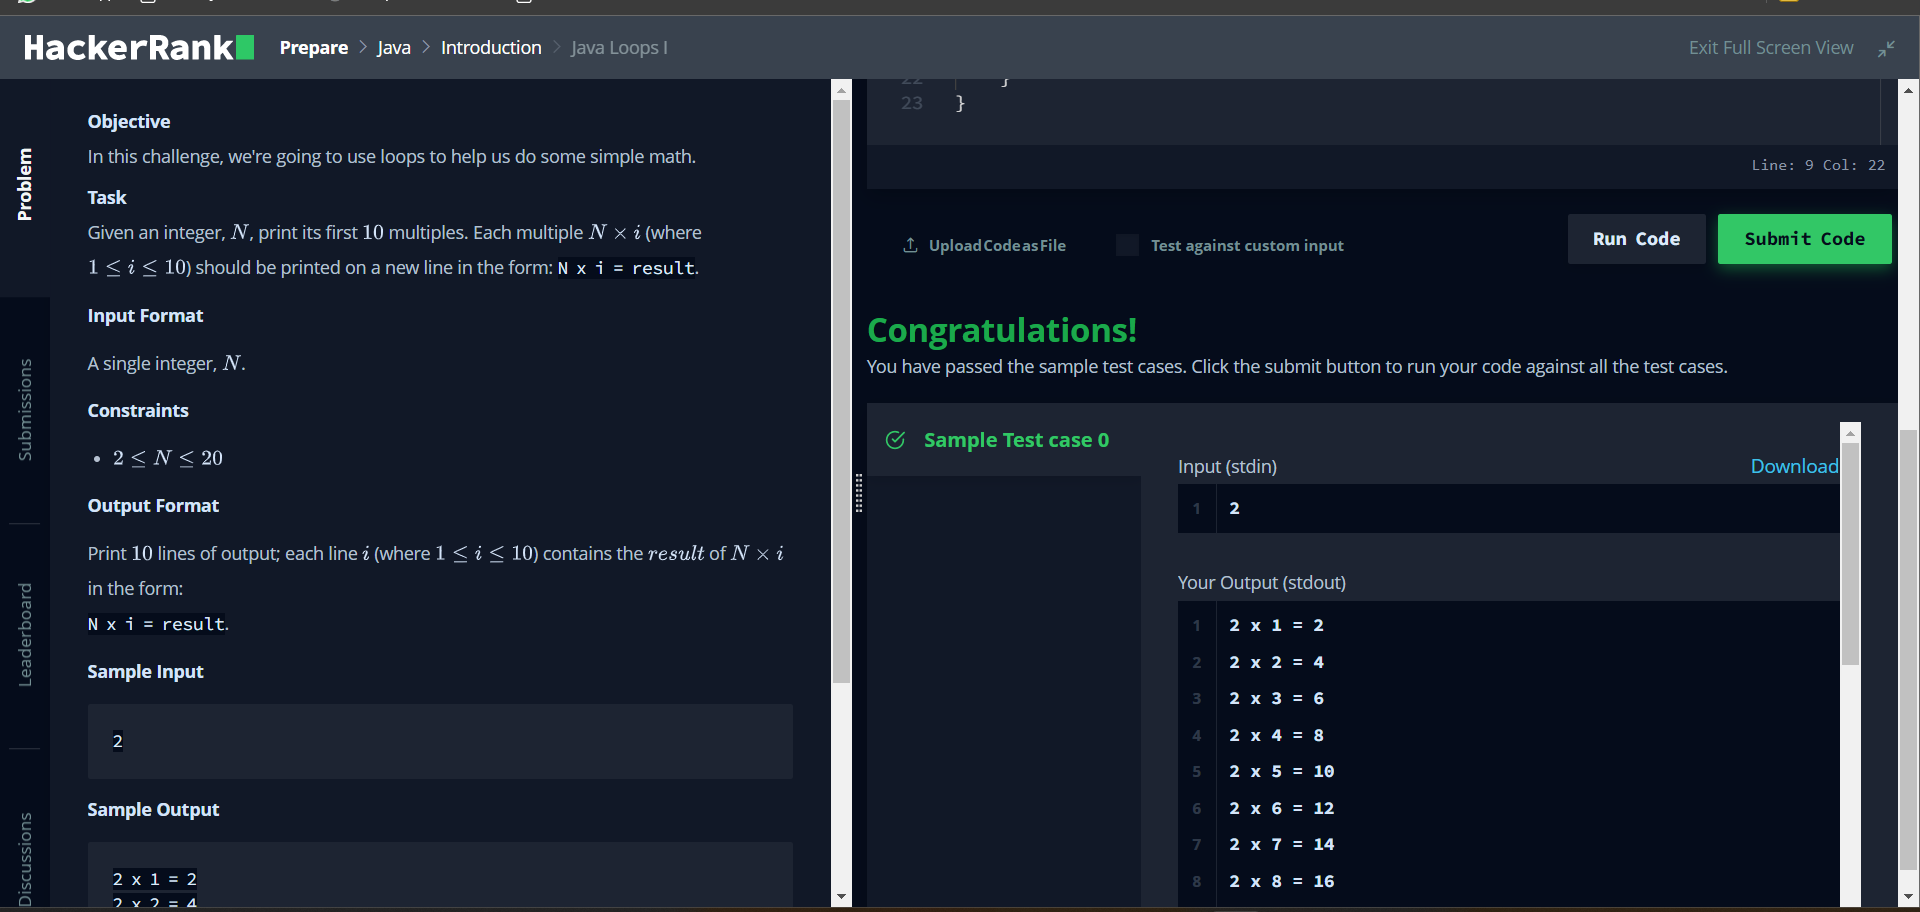 HackerRank
Prepare > Java > Introduction > Java Loops I
Exit Full Screen View
Problem
Submissions
Leaderboard
Discussions
Objective
In this challenge, we're going to use loops to help us do some simple math.
Task
Given an integer, N, print its first 10 multiples. Each multiple N × i (where
1 ≤ i ≤ 10) should be printed on a new line in the form: N x i = result.
Input Format
A single integer, N.
Constraints
• 2 ≤ N ≤ 20
Output Format
Print 10 lines of output; each line i (where 1 ≤ i ≤ 10) contains the result of N × i
in the form:
N x i = result.
Sample Input
2
Sample Output
2 x 1 = 2
2 x 2 = 4
22 }
23 }
Line: 9 Col: 22
Upload Code as File
Test against custom input
Run Code
Submit Code
Congratulations!
You have passed the sample test cases. Click the submit button to run your code against all the test cases.
Sample Test case 0
Input (stdin)
Download
1 2
Your Output (stdout)
1 2 x 1 = 2
2 2 x 2 = 4
3 2 x 3 = 6
4 2 x 4 = 8
5 2 x 5 = 10
6 2 x 6 = 12
7 2 x 7 = 14
8 2 x 8 = 16